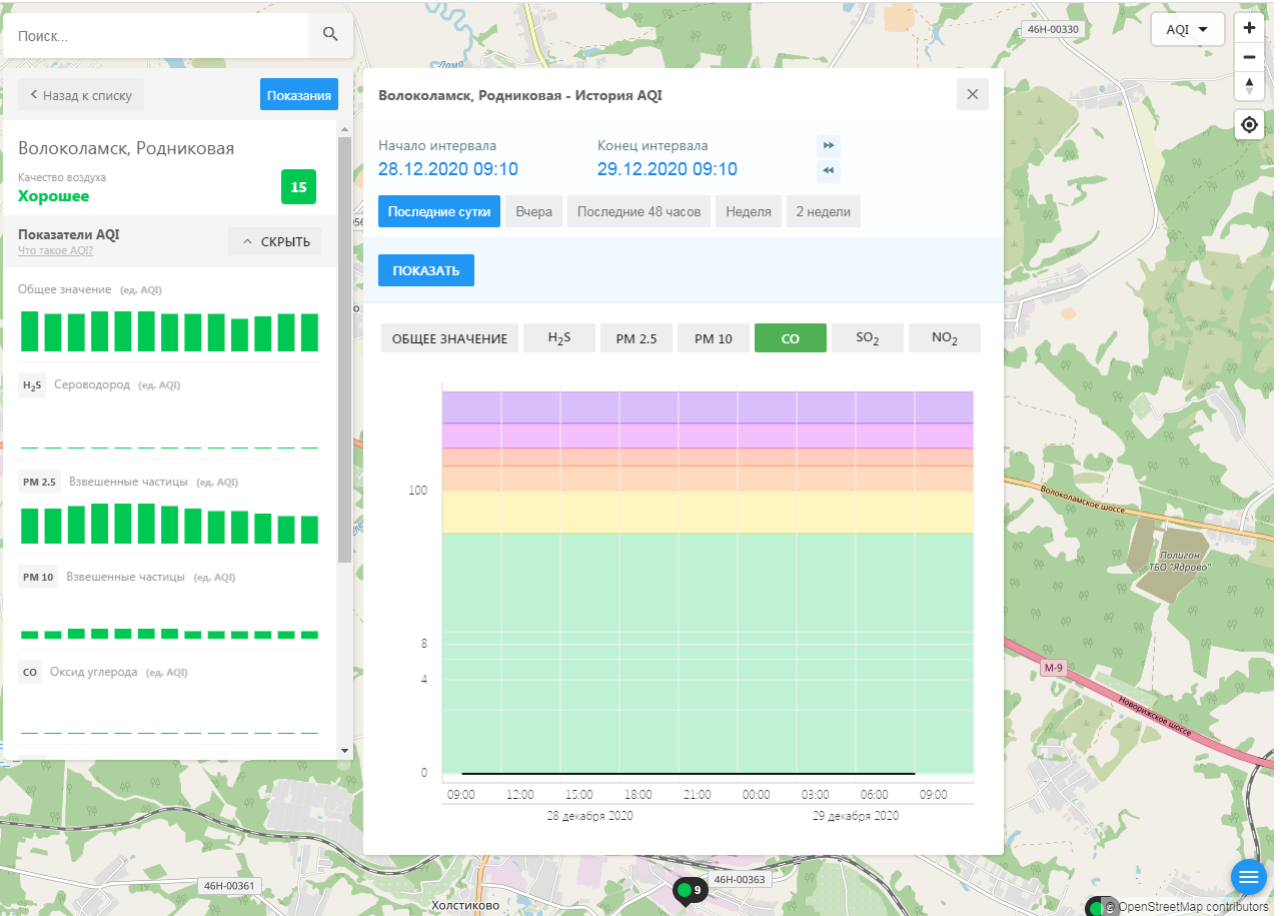 Поиск...
Назад к списку
Показания
Волоколамск, Родниковая
Качество воздуха
Хорошее
15
Показатели AQI
Что такое AQI?
СКРЫТЬ
Общее значение (ед. AQI)
H2S Сероводород (ед. AQI)
PM 2.5 Взвешенные частицы (ед. AQI)
PM 10 Взвешенные частицы (ед. AQI)
CO Оксид углерода (ед. AQI)
Волоколамск, Родниковая - История AQI
Начало интервала
28.12.2020 09:10
Конец интервала
29.12.2020 09:10
Последние сутки
Вчера
Последние 48 часов
Неделя
2 недели
ПОКАЗАТЬ
ОБЩЕЕ ЗНАЧЕНИЕ
H2S
PM 2.5
PM 10
CO
SO2
NO2
100
8
4
0
09:00 12:00 15:00 18:00 21:00 00:00 03:00 06:00 09:00
28 декабря 2020
29 декабря 2020
Лама
46Н-00330
AQI
Волоколамское шоссе
Полигон
ТБО "Ядрово"
М-9
Новорижское шоссе
46Н-00361
46Н-00363
9
Холстиково
© OpenStreetMap contributors